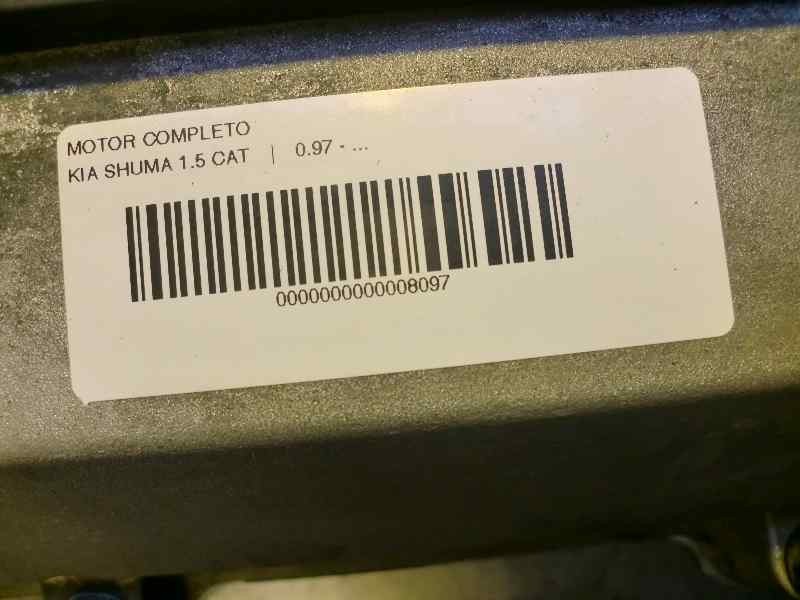 MOTOR COMPLETO
KIA SHUMA 1.5 CAT | 0.97 - ...
0000000000008097